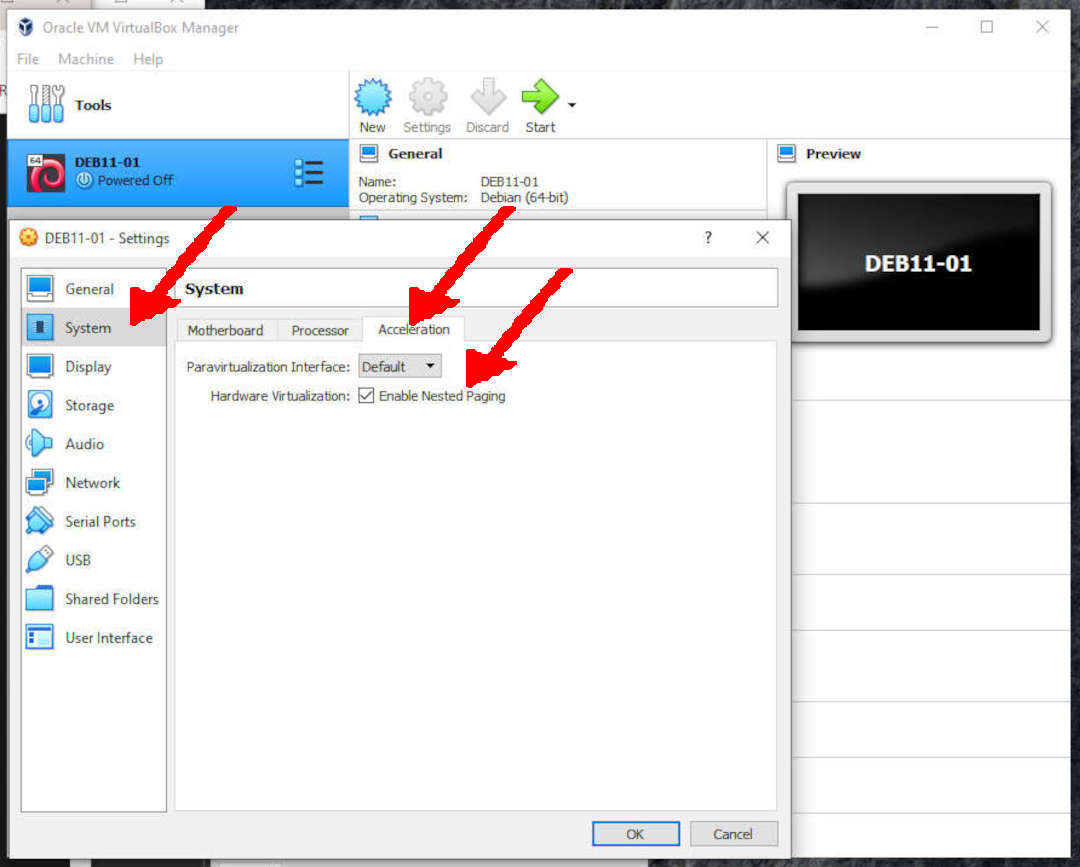 Oracle VM VirtualBox Manager
File Machine Help
Tools
New Settings Discard Start
64
DEB11-01
Powered Off
General
Name: DEB11-01
Operating System: Debian (64-bit)
Preview
DEB11-01
DEB11-01 - Settings
?
General
System
Display
Storage
Audio
Network
Serial Ports
USB
Shared Folders
User Interface
System
Motherboard Processor Acceleration
Paravirtualization Interface: Default
Hardware Virtualization: Enable Nested Paging
OK Cancel